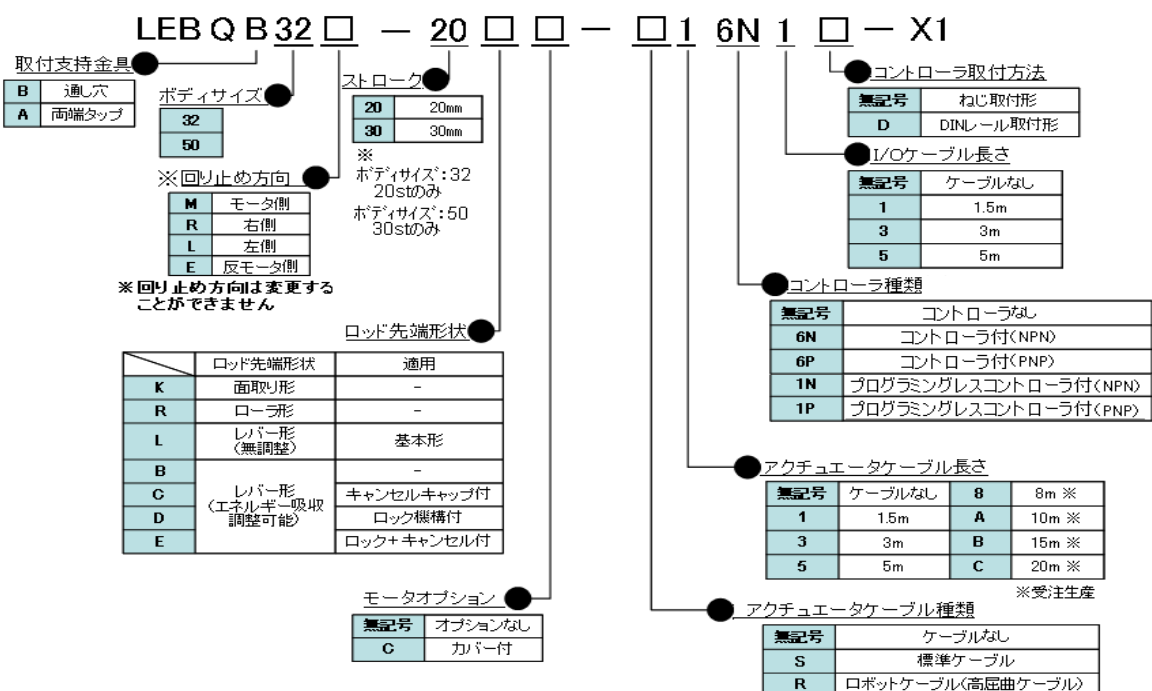 LEB Q B 32 □ − 20 □ □ − □ 1 6N 1 □ − X1
取付支持金具
B 通し穴
A 両端タップ
ボディサイズ
32
50
ストローク
20 20mm
30 30mm
※
ボディサイズ:32
20stのみ
ボディサイズ:50
30stのみ
※回り止め方向
M モータ側
R 右側
L 左側
E 反モータ側
※回り止め方向は変更する
ことができません
ロッド先端形状
ロッド先端形状 適用
K 面取り形 −
R ローラ形 −
L レバー形
(無調整) 基本形
B −
C レバー形
(エネルギー吸収
調整可能) キャンセルキャップ付
D ロック機構付
E ロック+キャンセル付
モータオプション
無記号 オプションなし
C カバー付
コントローラ取付方法
無記号 ねじ取付形
D DINレール取付形
I/Oケーブル長さ
無記号 ケーブルなし
1 1.5m
3 3m
5 5m
コントローラ種類
無記号 コントローラなし
6N コントローラ付(NPN)
6P コントローラ付(PNP)
1N プログラミングレスコントローラ付(NPN)
1P プログラミングレスコントローラ付(PNP)
アクチュエータケーブル長さ
無記号 ケーブルなし 8 8m ※
1 1.5m A 10m ※
3 3m B 15m ※
5 5m C 20m ※
※受注生産
アクチュエータケーブル種類
無記号 ケーブルなし
S 標準ケーブル
R ロボットケーブル(高屈曲ケーブル)